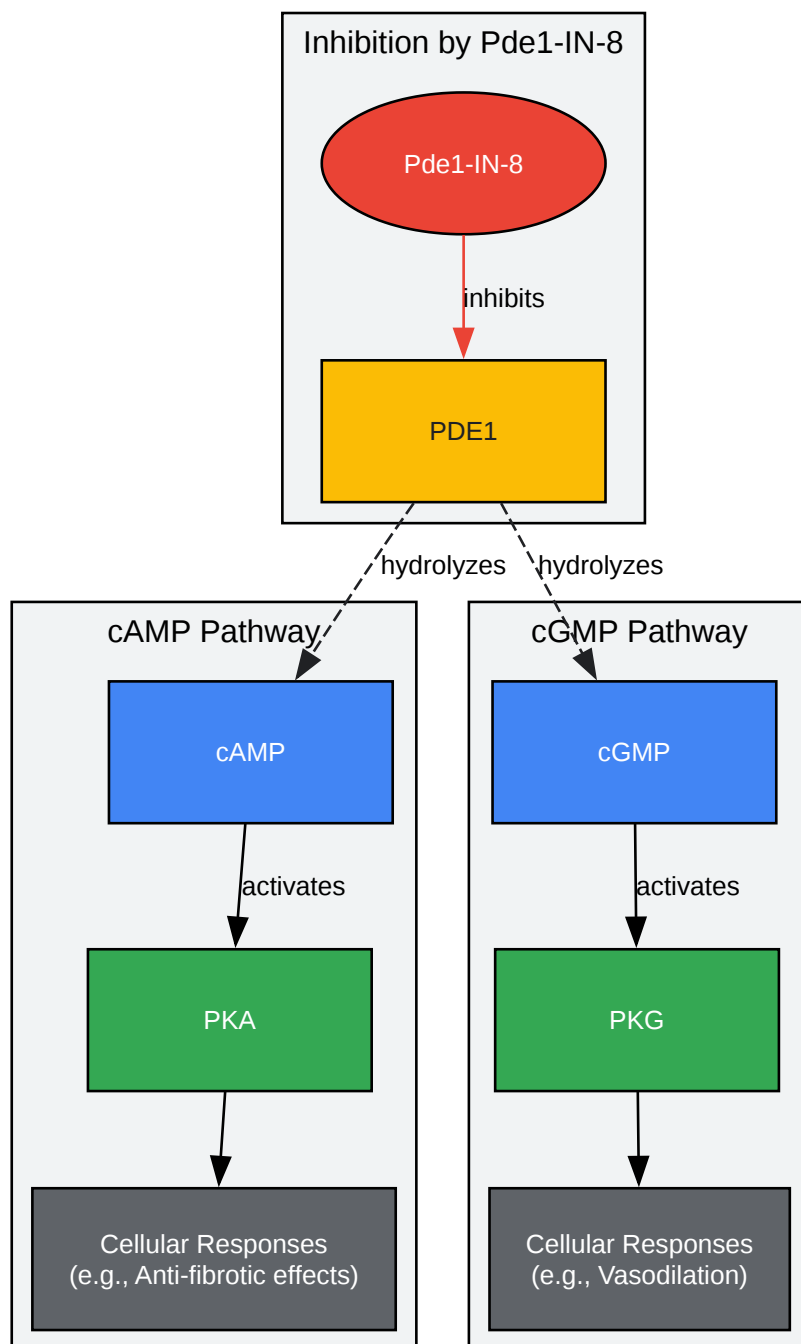 Inhibition by Pde1-IN-8
Pde1-IN-8
inhibits
PDE1
hydrolyzes
hydrolyzes
cAMP Pathway
cGMP Pathway
cAMP
cGMP
activates
activates
PKA
PKG
Cellular Responses
(e.g., Anti-fibrotic effects)
Cellular Responses
(e.g., Vasodilation)